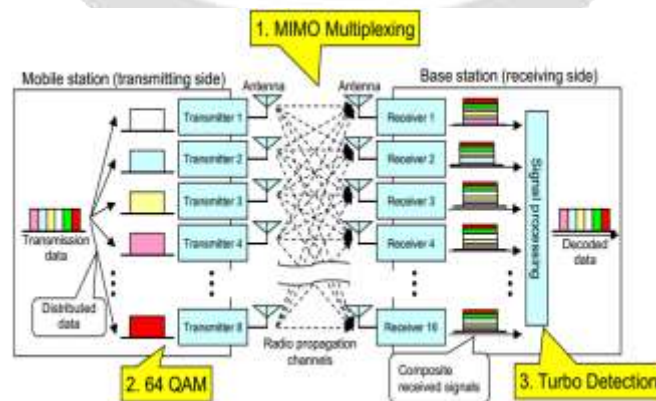 1. MIMO Multiplexing
Mobile station (transmitting side)
Base station (receiving side)
Antenna
Antenna
Transmitter 1
Transmitter 2
Transmitter 3
Transmitter 4
Transmitter 8
Receiver 1
Receiver 2
Receiver 3
Receiver 4
Receiver 16
Signal processing
Transmission
data
Decoded
data
Distributed
data
Radio propagation
channels
Composite
received signals
2. 64 QAM
3. Turbo Detection